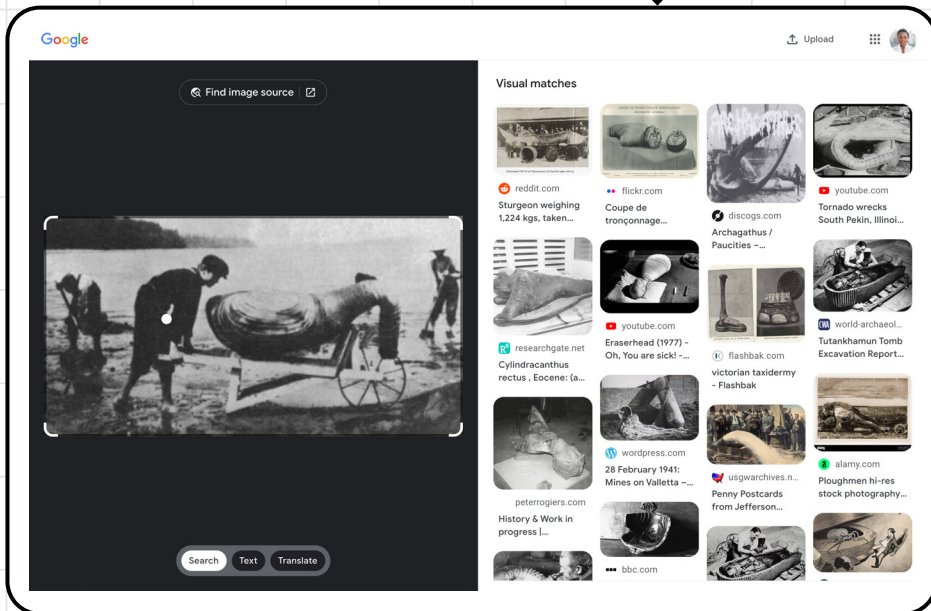 Google
Upload
Find image source
Search
Text
Translate
Visual matches
reddit.com
Sturgeon weighing
1,224 kgs, taken...
researchgate.net
Cylindracanthus
rectus , Eocene: (a...
peterrogiers.com
History & Work in
progress |...
flickr.com
Coupe de
tronçonnage...
youtube.com
Eraserhead (1977) -
Oh, You are sick! -...
wordpress.com
28 February 1941:
Mines on Valletta –...
bbc.com
discogs.com
Archagathus /
Paucities –...
flashbak.com
victorian taxidermy
- Flashbak
usgwarchives.n...
Penny Postcards
from Jefferson...
youtube.com
Tornado wrecks
South Pekin, Illinoi...
CWA
world-archaeol...
Tutankhamun Tomb
Excavation Report...
a
alamy.com
Ploughmen hi-res
stock photography...